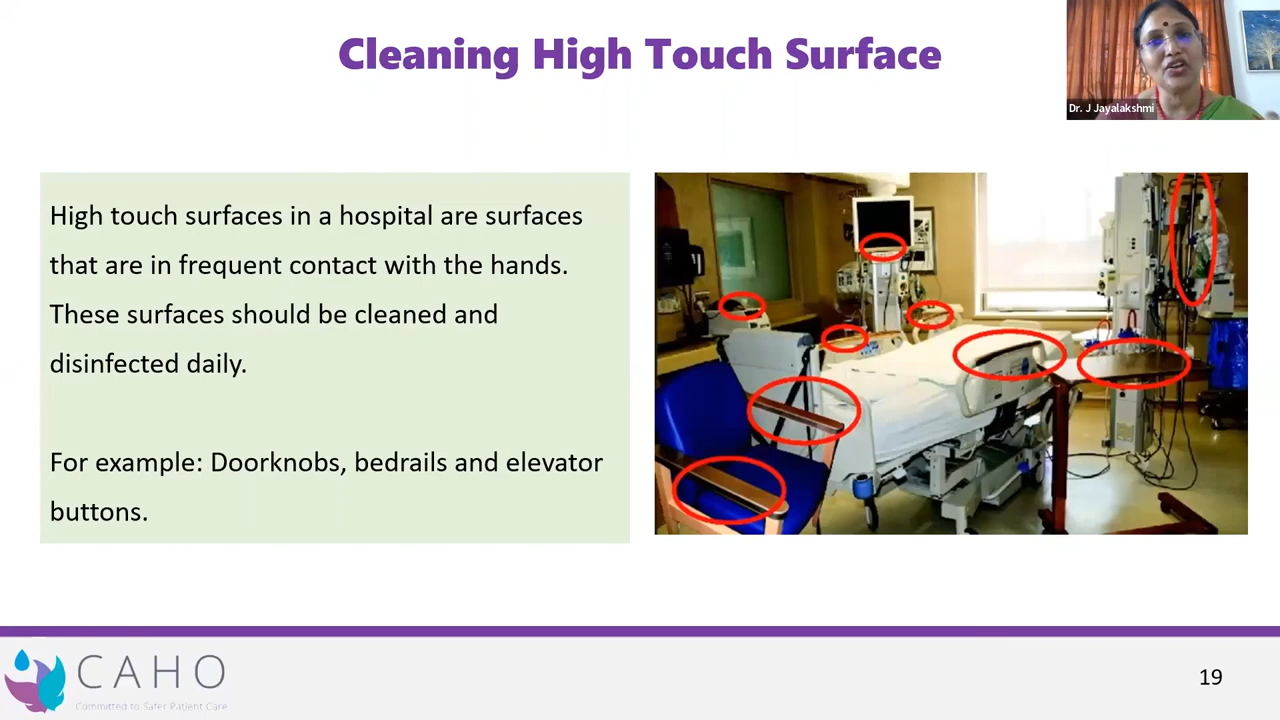 Cleaning High Touch Surface
Dr. J Jayalakshmi
High touch surfaces in a hospital are surfaces
that are in frequent contact with the hands.
These surfaces should be cleaned and
disinfected daily.
For example: Doorknobs, bedrails and elevator
buttons.
CAHO
Committed to Safer Patient Care
19